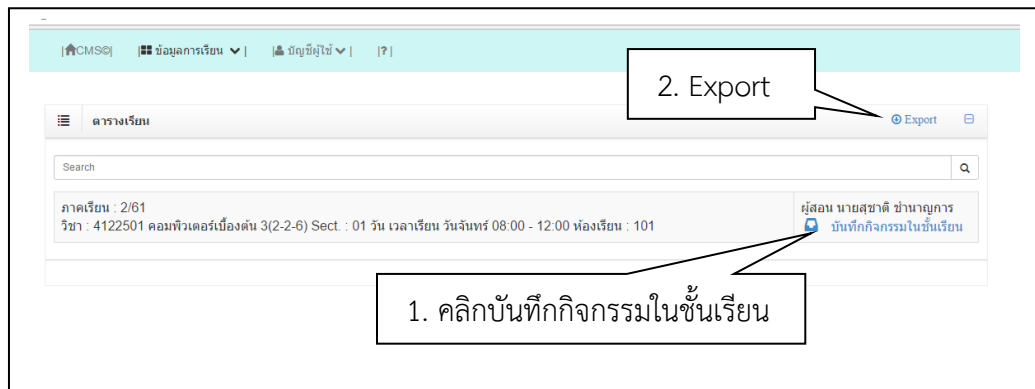 |CMS©| |ข้อมูลการเรียน | |บัญชีผู้ใช้ | |?|
2. Export
ตารางเรียน
Export
Search
ภาคเรียน : 2/61
ผู้สอน นายสุชาติ ชำนาญการ
วิชา : 4122501 คอมพิวเตอร์เบื้องต้น 3(2-2-6) Sect. : 01 วัน เวลาเรียน วันจันทร์ 08:00 - 12:00 ห้องเรียน : 101
บันทึกกิจกรรมในชั้นเรียน
1. คลิกบันทึกกิจกรรมในชั้นเรียน